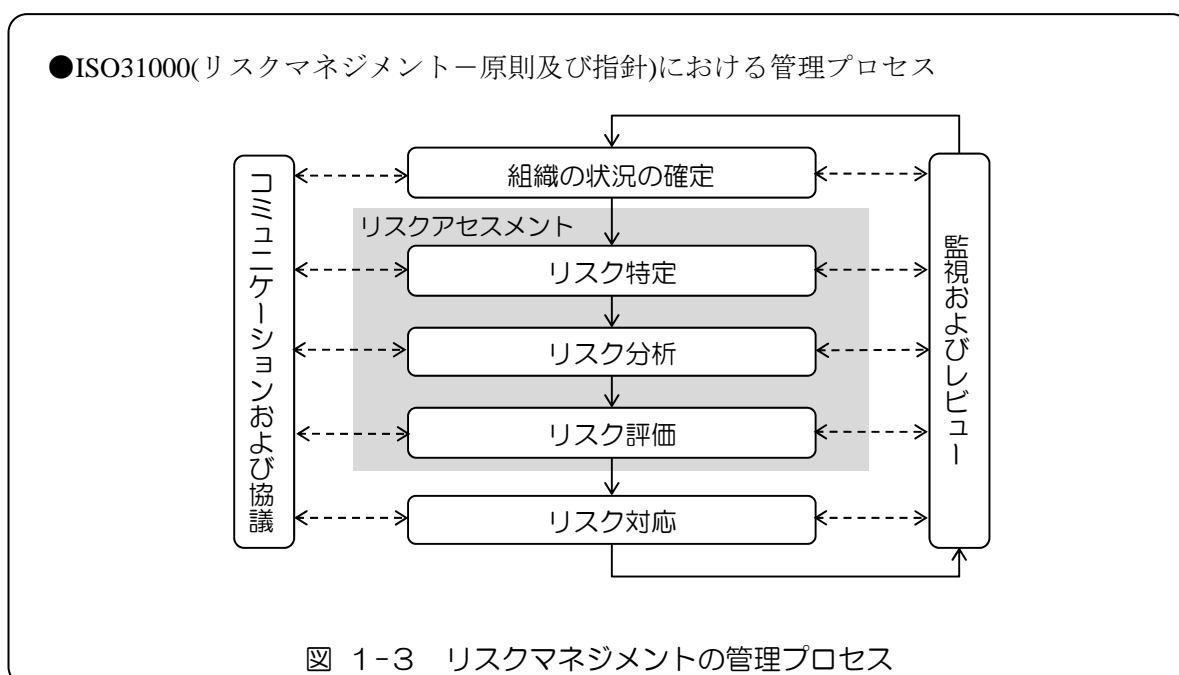 ●ISO31000(リスクマネジメント－原則及び指針)における管理プロセス
組織の状況の確定
リスクアセスメント
リスク特定
リスク分析
リスク評価
リスク対応
コミュニケーションおよび協議
監視およびレビュー
図 1-3 リスクマネジメントの管理プロセス